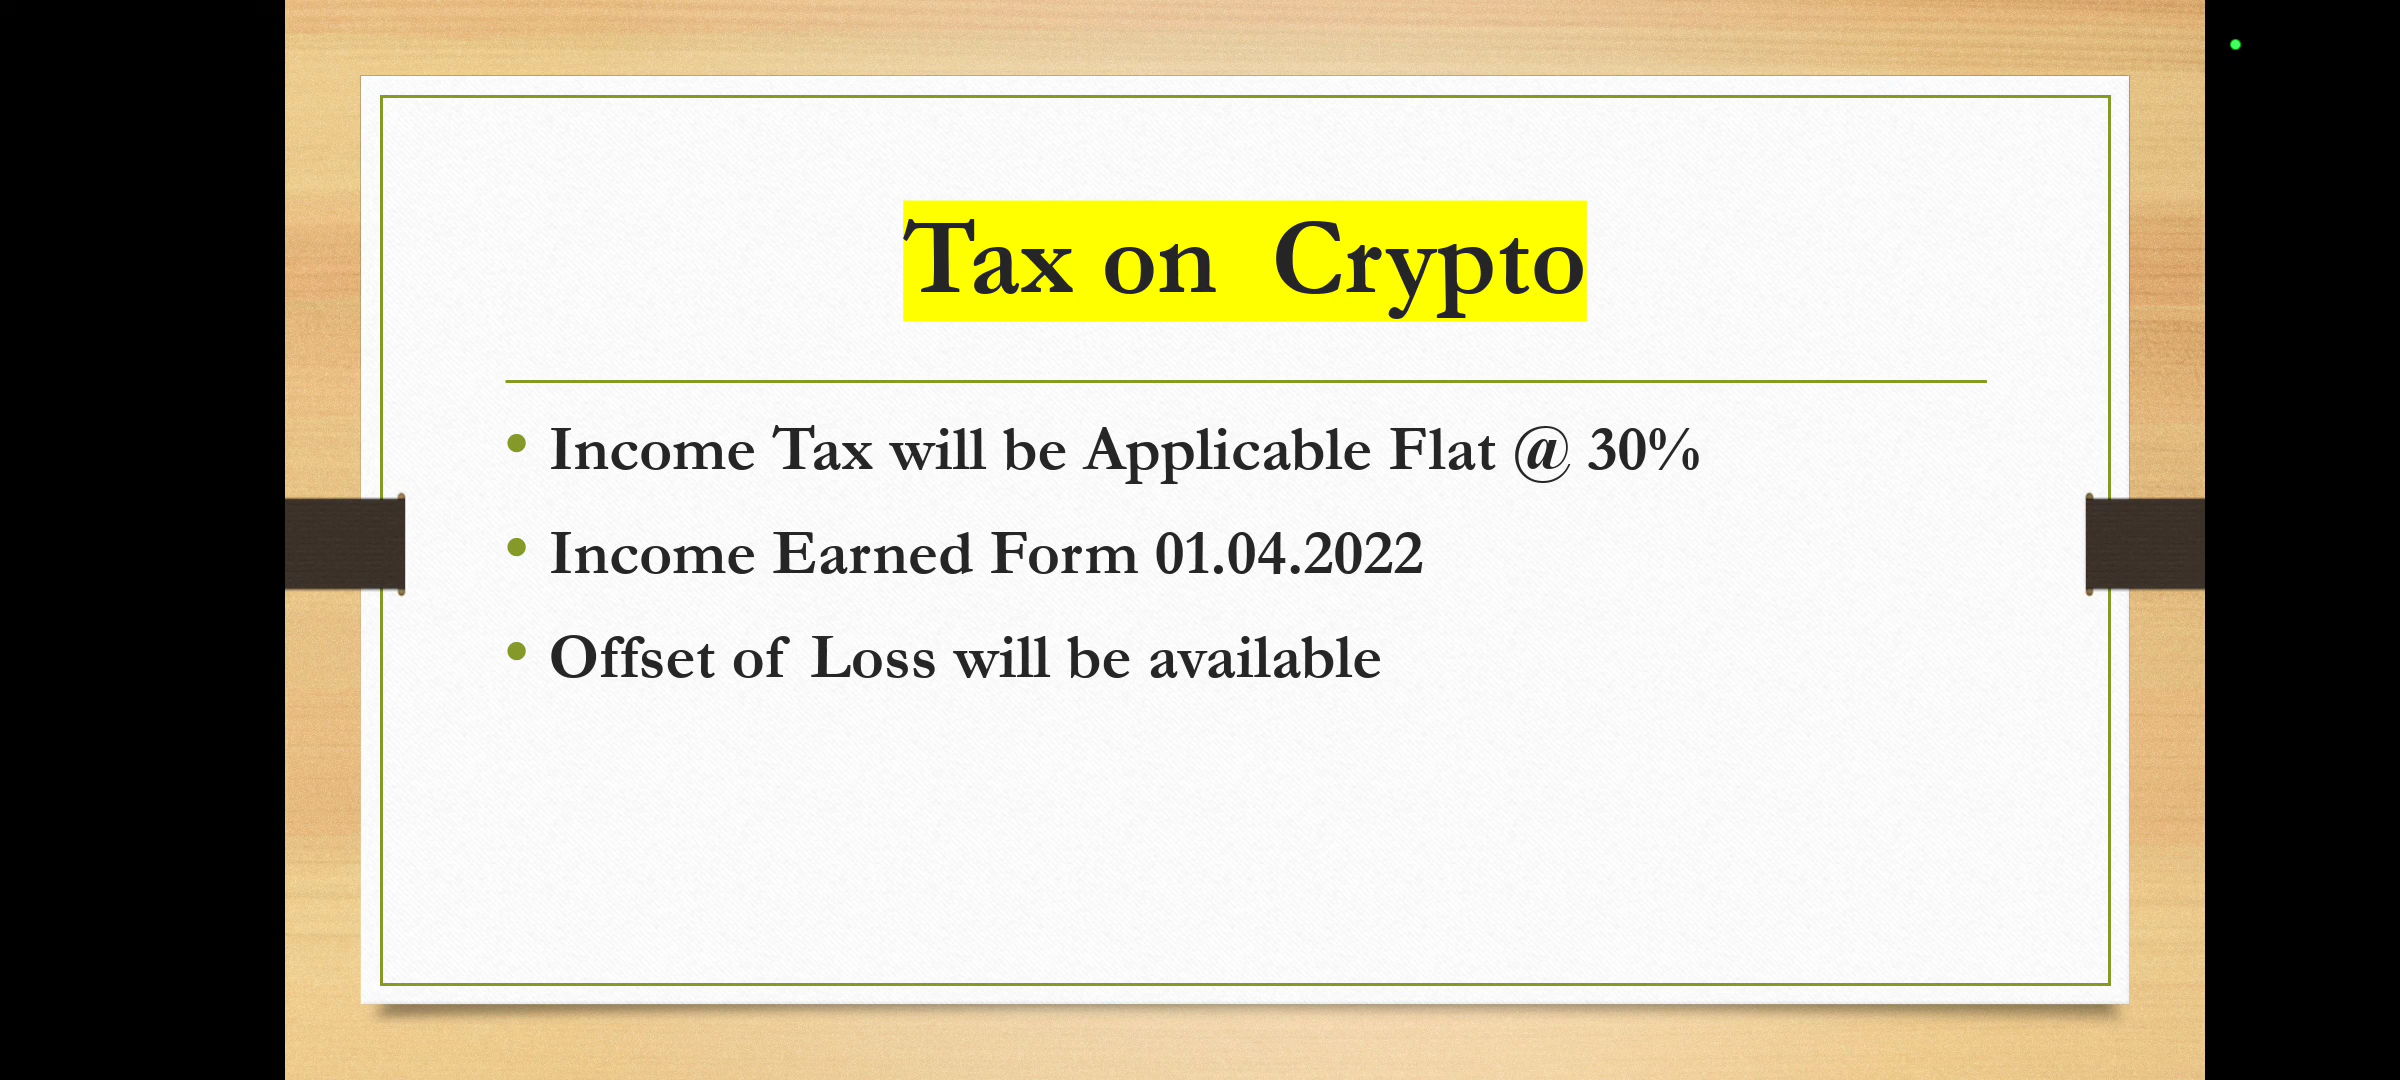 Tax on Crypto
• Income Tax will be Applicable Flat @ 30%
• Income Earned Form 01.04.2022
• Offset of Loss will be available